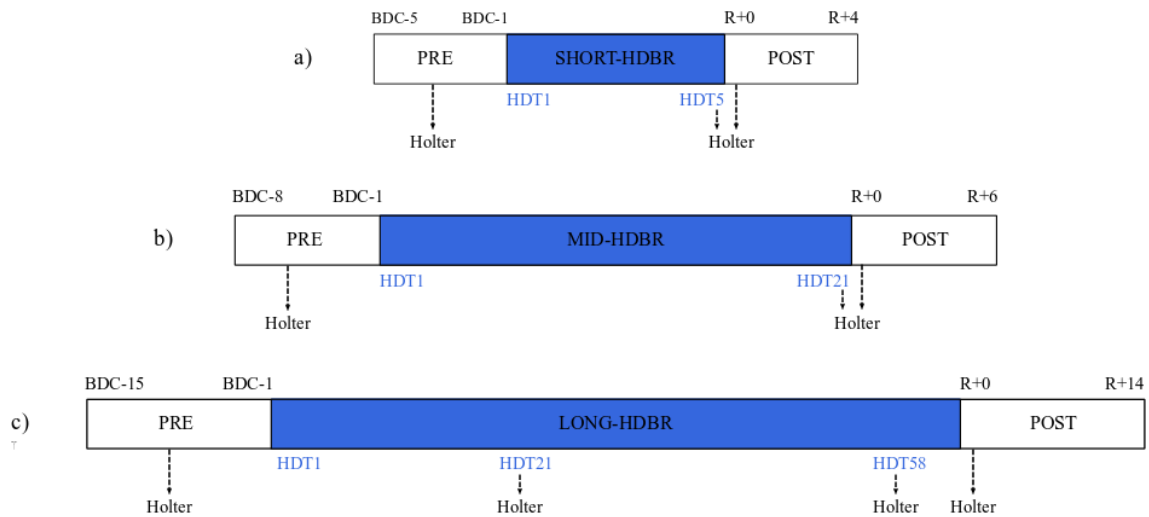 BDC-5 BDC-1 R+0 R+4
a) PRE SHORT-HDBR POST
HDT1 HDT5
Holter Holter
BDC-8 BDC-1 R+0 R+6
b) PRE MID-HDBR POST
HDT1 HDT21
Holter Holter
BDC-15 BDC-1 R+0 R+14
c) PRE LONG-HDBR POST
HDT1 HDT21 HDT58
Holter Holter Holter Holter